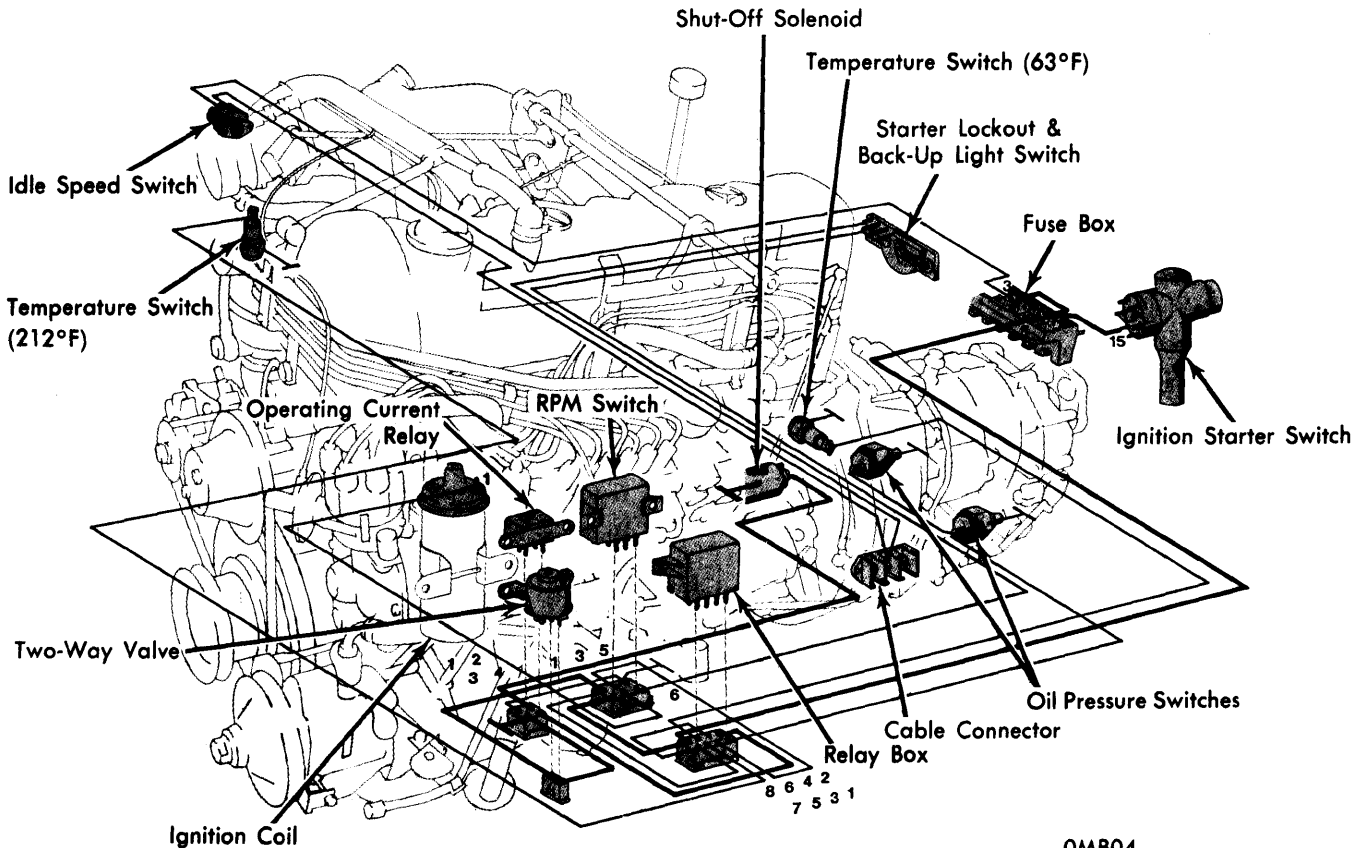 Shut-Off Solenoid
Temperature Switch (63°F)
Starter Lockout &
Back-Up Light Switch
Idle Speed Switch
Fuse Box
3
Temperature Switch
(212°F)
15
Operating Current
Relay
RPM Switch
Ignition Starter Switch
1
Two-Way Valve
1 2
3 4
1 3 5
6
Oil Pressure Switches
Cable Connector
Relay Box
8 6 4 2
7 5 3 1
Ignition Coil